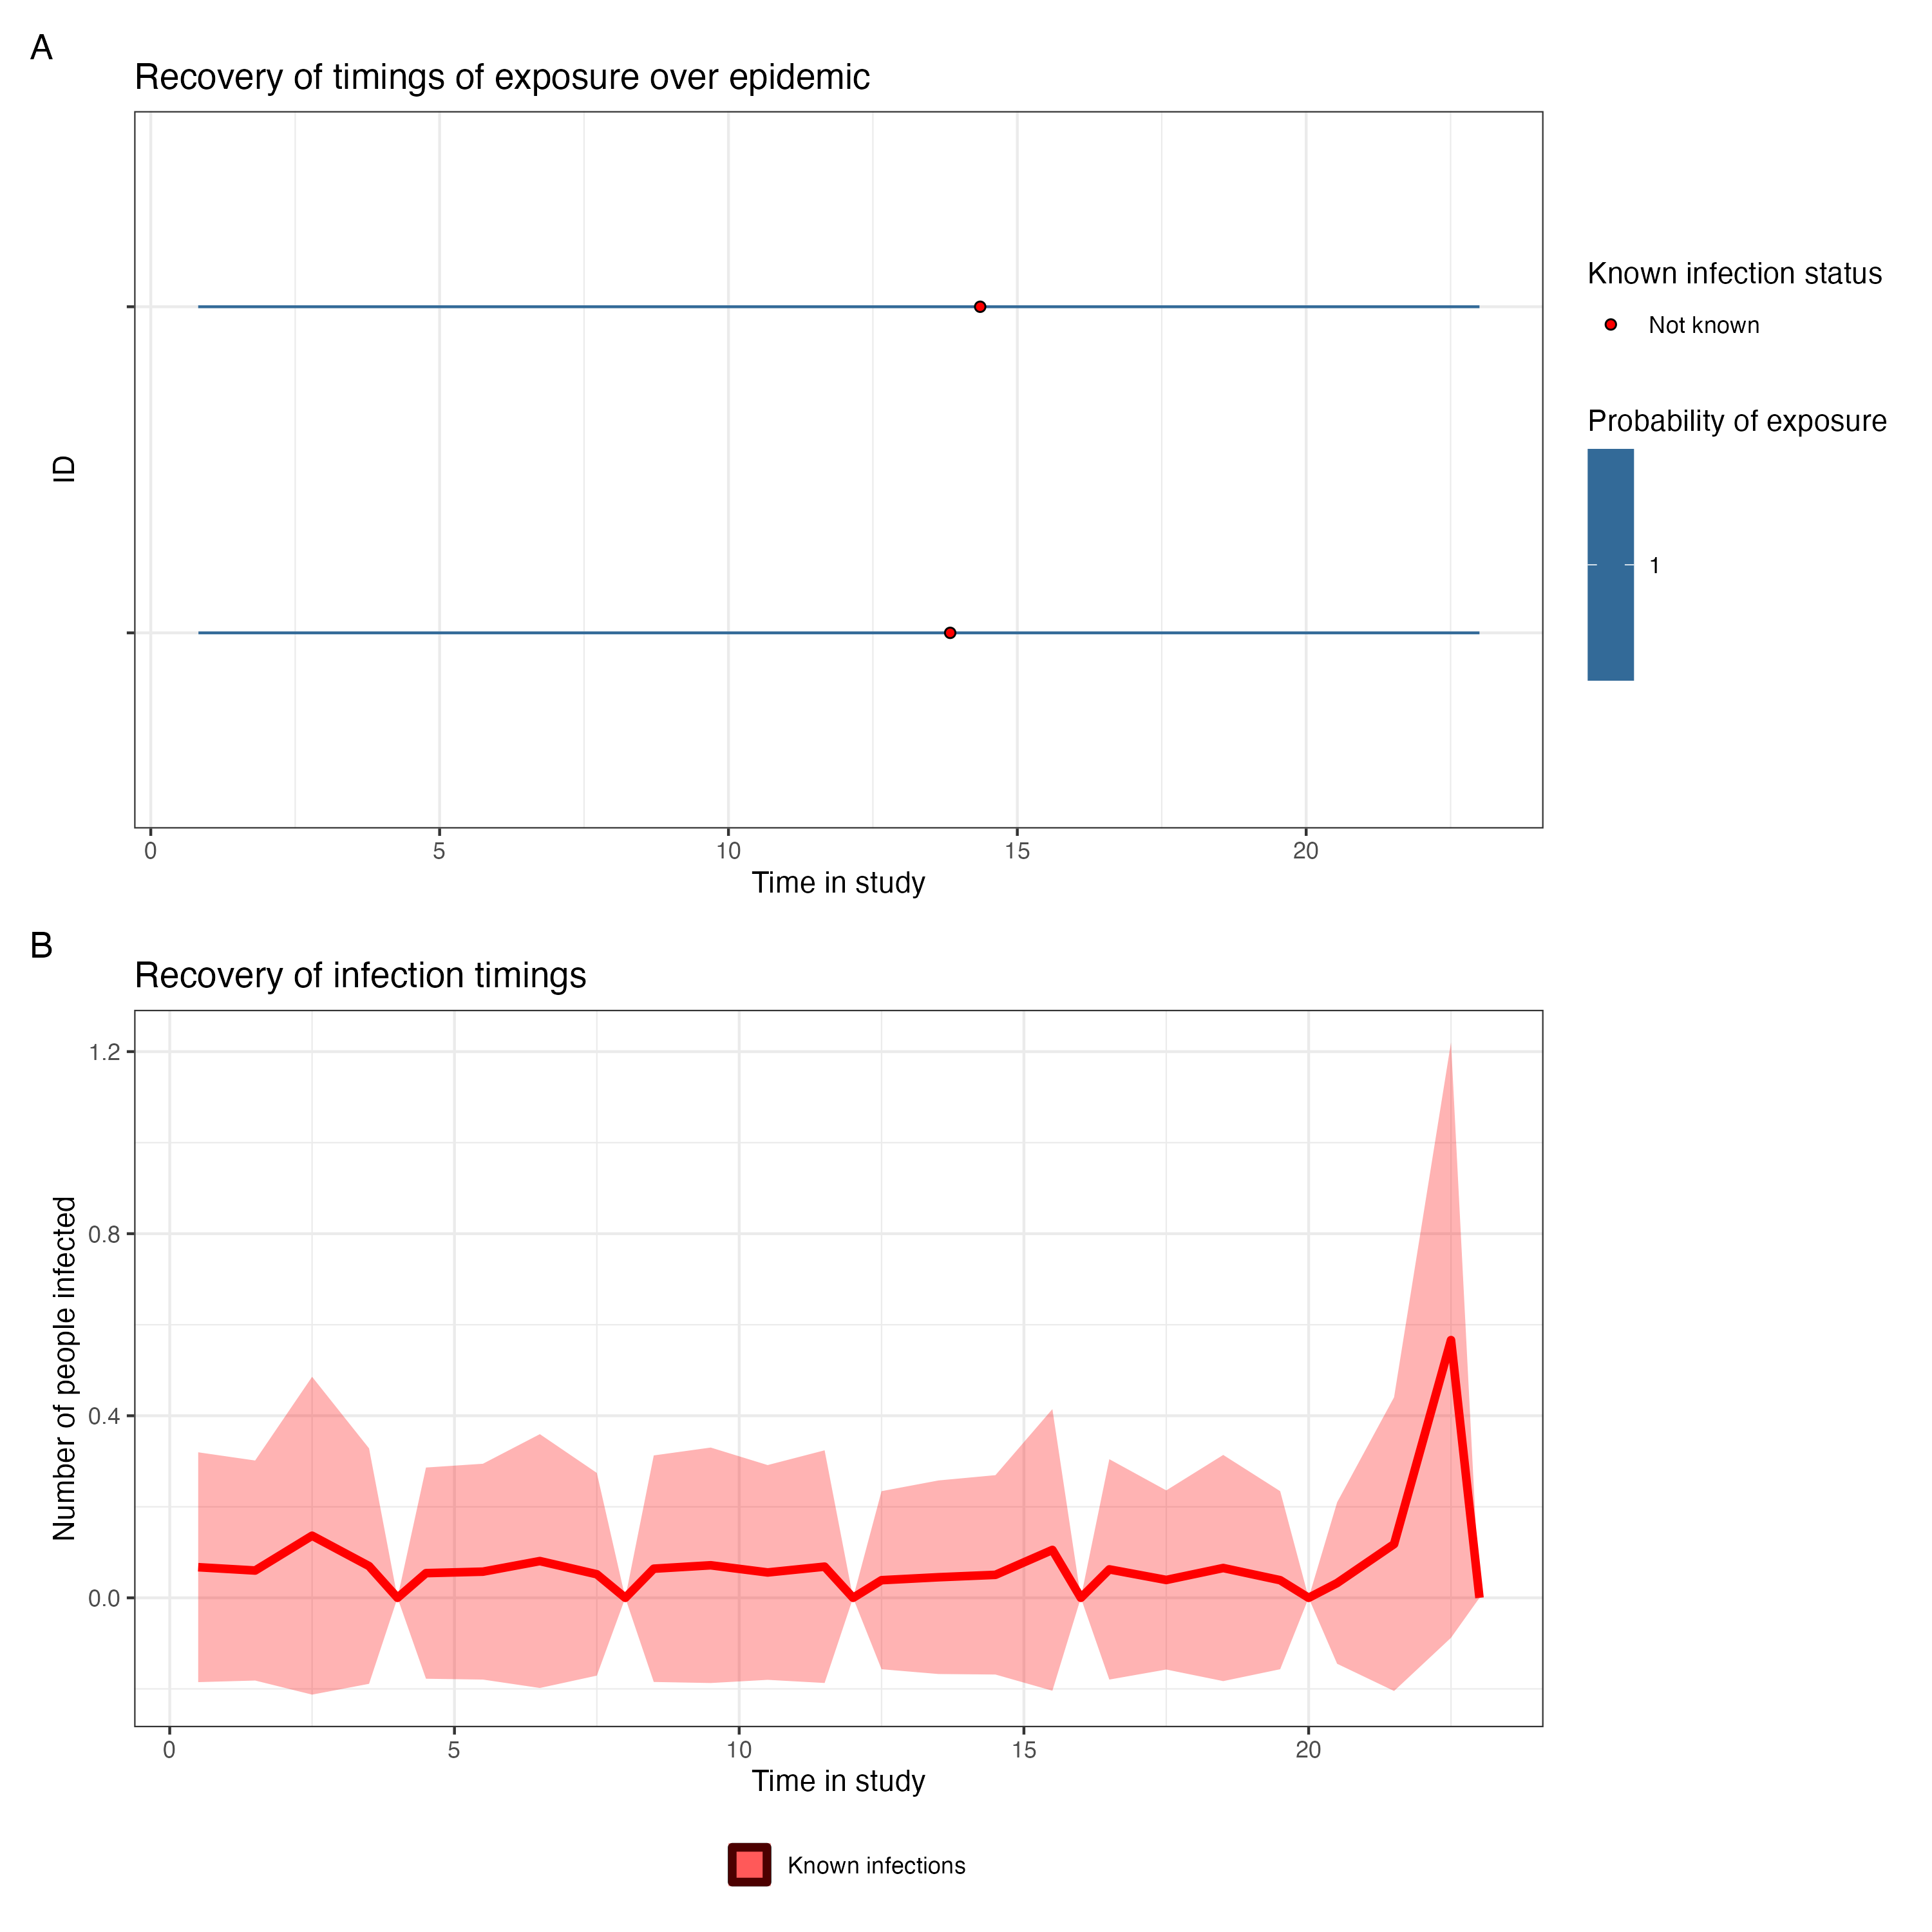 A
Recovery of timings of exposure over epidemic
ID
0 5 10 15 20
Time in study
Known infection status
Not known
Probability of exposure
1
B
Recovery of infection timings
Number of people infected
1.2
0.8
0.4
0.0
0 5 10 15 20
Time in study
Known infections